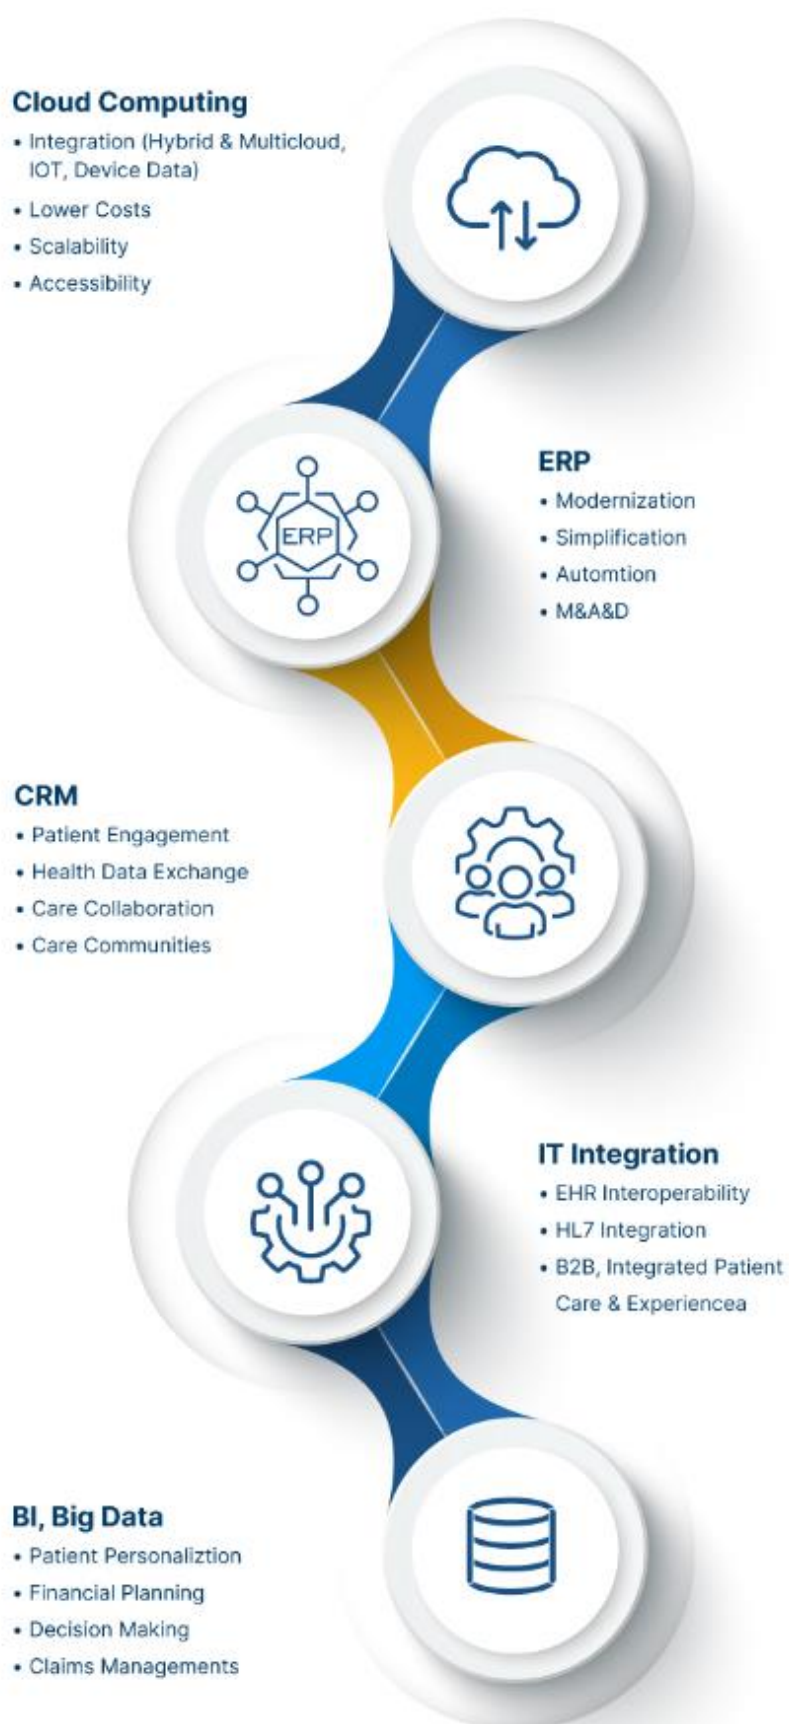 Cloud Computing
• Integration (Hybrid & Multicloud,
IOT, Device Data)
• Lower Costs
• Scalability
• Accessibility
ERP
ERP
• Modernization
• Simplification
• Automtion
• M&A&D
CRM
• Patient Engagement
• Health Data Exchange
• Care Collaboration
• Care Communities
IT Integration
• EHR Interoperability
• HL7 Integration
• B2B, Integrated Patient
Care & Experiencea
BI, Big Data
• Patient Personaliztion
• Financial Planning
• Decision Making
• Claims Managements